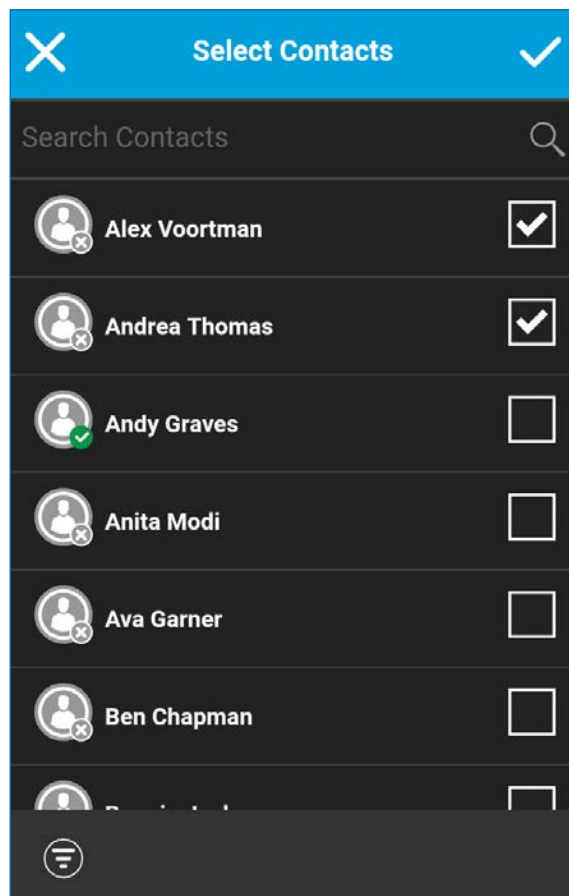 Select Contacts
Search Contacts
Alex Voortman
Andrea Thomas
Andy Graves
Anita Modi
Ava Garner
Ben Chapman